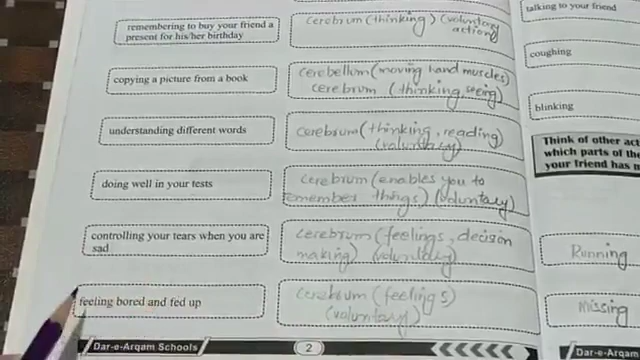 remembering to buy your friend a
present for his/her birthday
cerebrum (thinking) (voluntary
action)
copying a picture from a book
cerebellum (moving hand muscles)
cerebrum (thinking, seeing)
understanding different words
cerebrum (thinking, reading)
(voluntary)
doing well in your tests
cerebrum (enables you to
remember things) (voluntary)
controlling your tears when you are
sad
cerebrum (feelings, decision
making) (voluntary)
feeling bored and fed up
cerebrum (feelings)
(voluntary)
Dar-e-Arqam Schools
2
talking to your friend
coughing
blinking
Think of other act
which parts of the
your friend has m
Running
Missing
Dar-e-Arqam